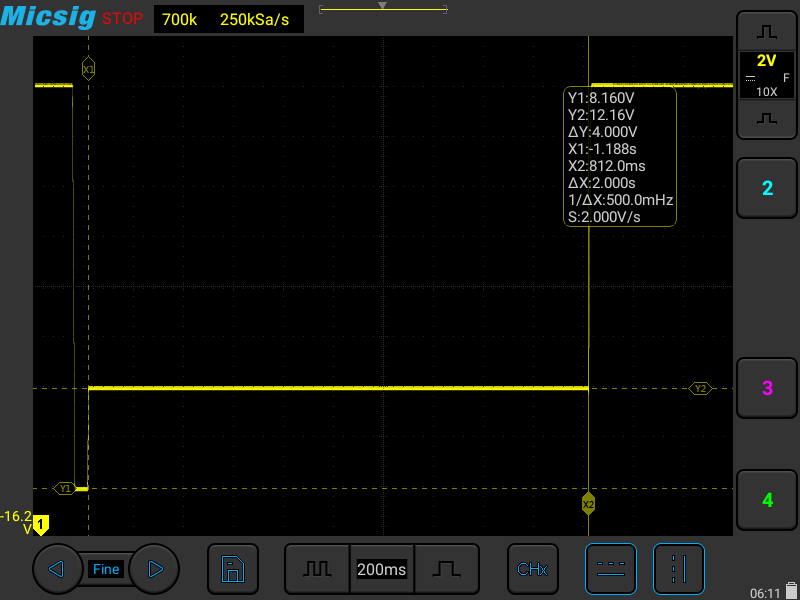 Micsig STOP 700k 250kSa/s
X1
2V
F
10X
Y1:8.160V
Y2:12.16V
ΔY:4.000V
X1:-1.188s
X2:812.0ms
ΔX:2.000s
1/ΔX:500.0mHz
S:2.000V/s
2
Y2
3
Y1
X2
4
-16.2
V
1
Fine
200ms
CHx
06:11